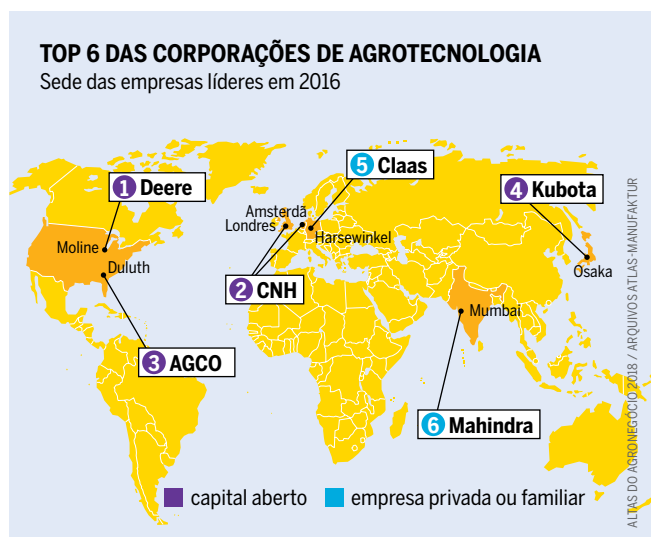 TOP 6 DAS CORPORAÇÕES DE AGROTECNOLOGIA
Sede das empresas líderes em 2016
5 Claas
1 Deere
4 Kubota
Amsterdã
Londres
Harsewinkel
Moline
Duluth
Osaka
2 CNH
Mumbai
3 AGCO
6 Mahindra
capital aberto
empresa privada ou familiar
ALTAS DO AGRONEGÓCIO 2018 / ARQUIVOS ATLAS-MANUFAKTUR